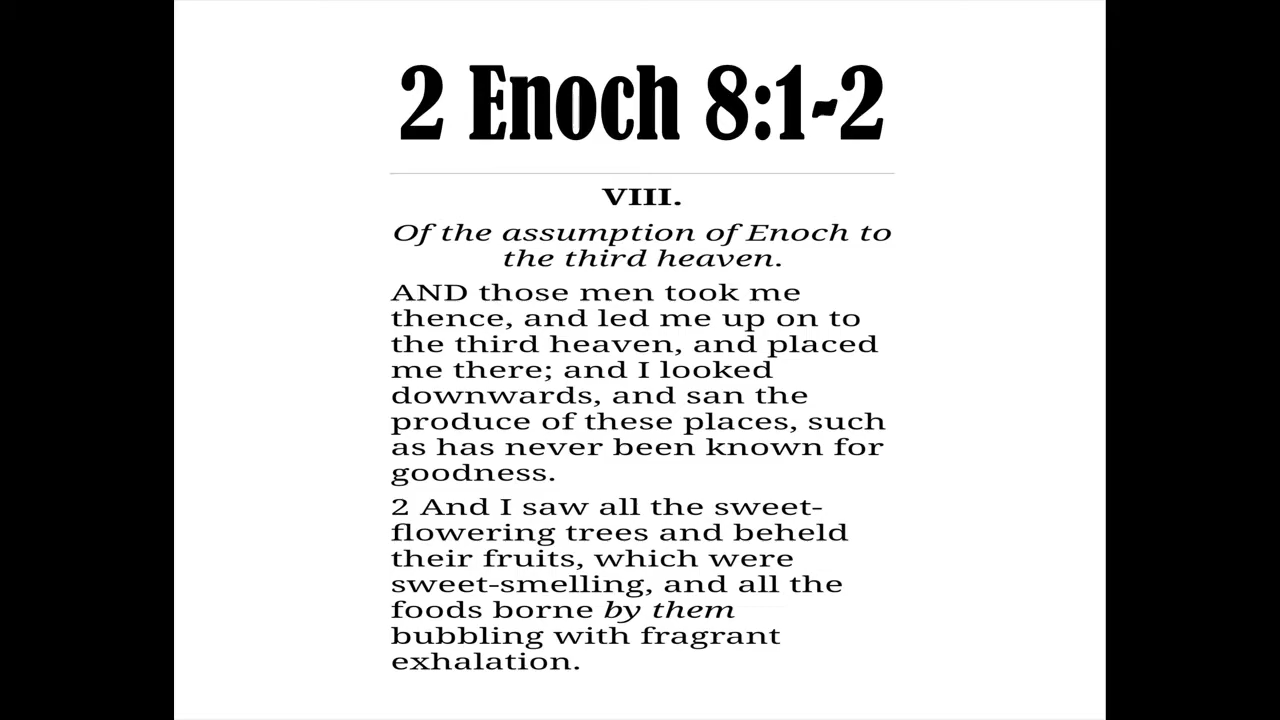 2 Enoch 8:1-2
VIII.
Of the assumption of Enoch to
the third heaven.
AND those men took me
thence, and led me up on to
the third heaven, and placed
me there; and I looked
downwards, and san the
produce of these places, such
as has never been known for
goodness.
2 And I saw all the sweet-
flowering trees and beheld
their fruits, which were
sweet-smelling, and all the
foods borne by them
bubbling with fragrant
exhalation.